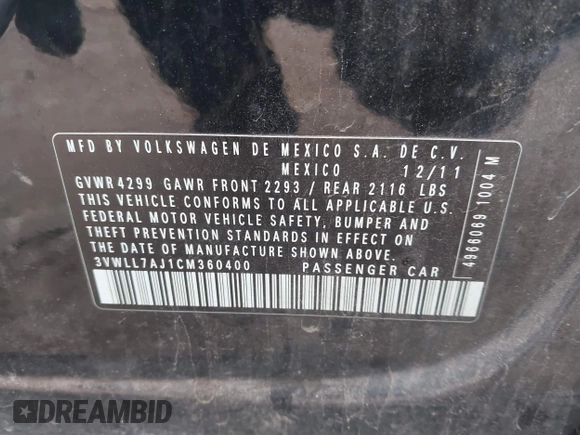 MFD BY VOLKSWAGEN DE MEXICO S.A. DE C.V.
MEXICO 12/11
GVWR 4299 GAWR FRONT 2293 / REAR 2116 LBS
THIS VEHICLE CONFORMS TO ALL APPLICABLE U.S.
FEDERAL MOTOR VEHICLE SAFETY, BUMPER AND
THEFT PREVENTION STANDARDS IN EFFECT ON
THE DATE OF MANUFACTURE SHOWN ABOVE.
3VWLL7AJ1CM360400 PASSENGER CAR
4966069 1004 M
DREAMBID